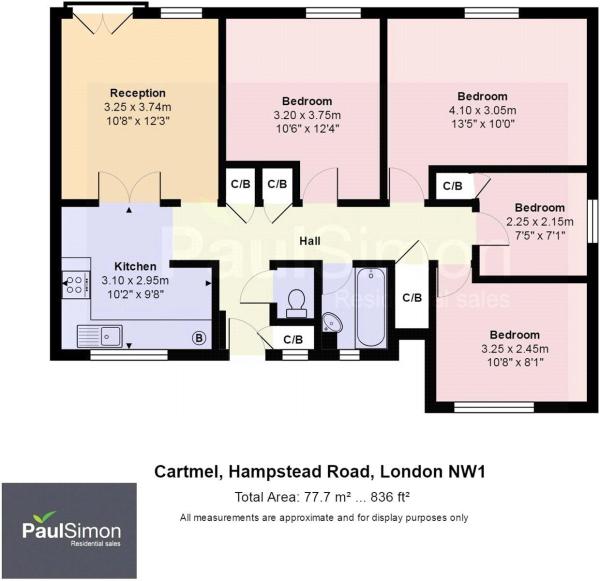 Reception
3.25 x 3.74m
10'8" x 12'3"
Bedroom
3.20 x 3.75m
10'6" x 12'4"
Bedroom
4.10 x 3.05m
13'5" x 10'0"
C/B
C/B
C/B
Bedroom
2.25 x 2.15m
7'5" x 7'1"
Hall
PaulSimon
Residential sales
Kitchen
3.10 x 2.95m
10'2" x 9'8"
C/B
B
C/B
Bedroom
3.25 x 2.45m
10'8" x 8'1"
Cartmel, Hampstead Road, London NW1
Total Area: 77.7 m² ... 836 ft²
All measurements are approximate and for display purposes only
PaulSimon
Residential sales